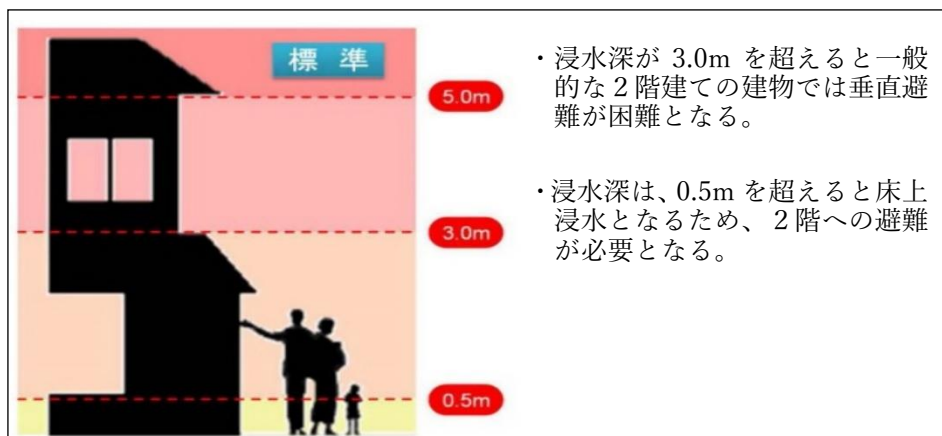 標 準
5.0m
3.0m
0.5m
・浸水深が 3.0m を超えると一般
的な２階建ての建物では垂直避
難が困難となる。
・浸水深は、0.5m を超えると床上
浸水となるため、２階への避難
が必要となる。